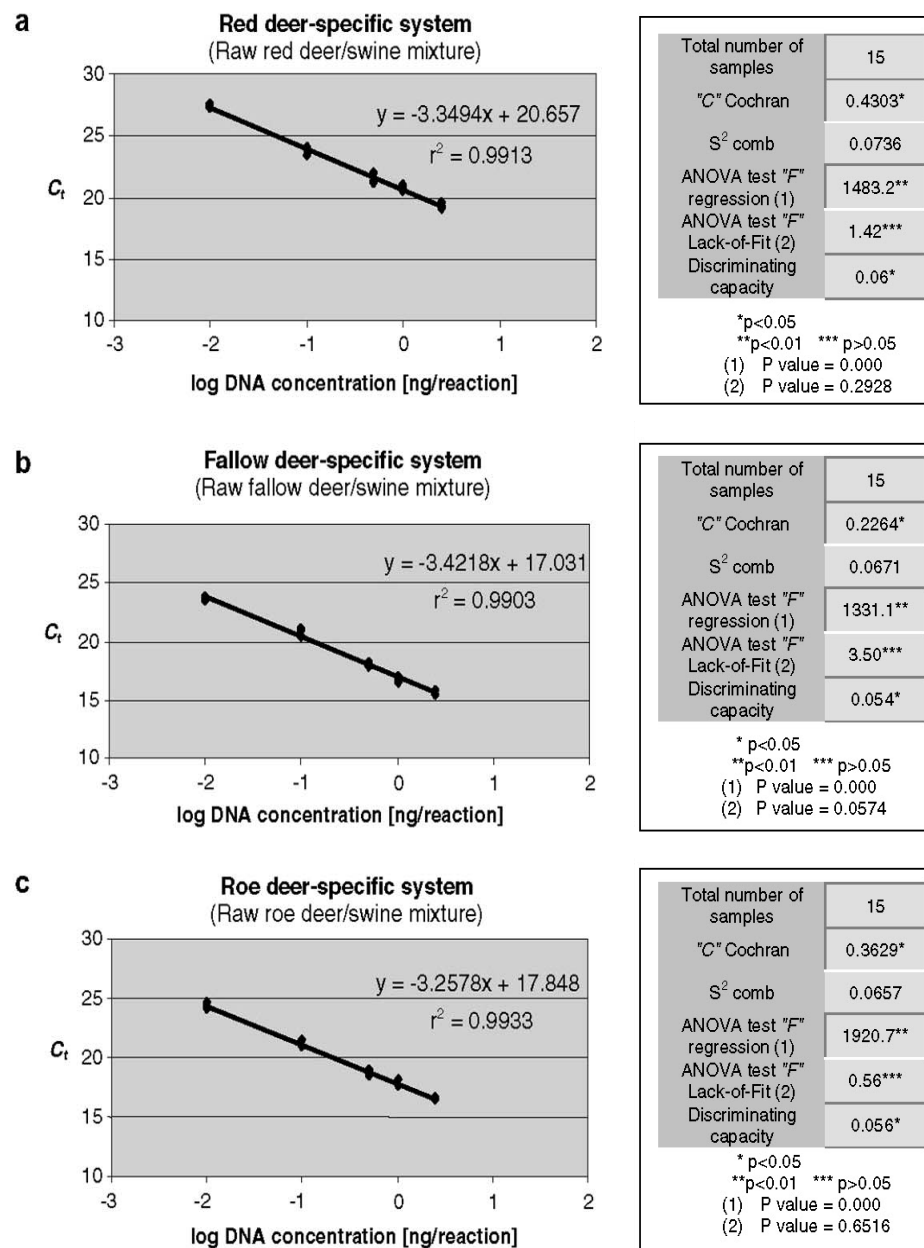 a
Red deer-specific system
(Raw red deer/swine mixture)
30
25
20
15
10
Ct
y = -3.3494x + 20.657
r2 = 0.9913
-3 -2 -1 0 1 2
log DNA concentration [ng/reaction]
Total number of
samples
15
"C" Cochran
0.4303*
S2 comb
0.0736
ANOVA test "F"
regression (1)
1483.2**
ANOVA test "F"
Lack-of-Fit (2)
1.42***
Discriminating
capacity
0.06*
*p<0.05
**p<0.01 *** p>0.05
(1) P value = 0.000
(2) P value = 0.2928
b
Fallow deer-specific system
(Raw fallow deer/swine mixture)
30
25
20
15
10
Ct
y = -3.4218x + 17.031
r2 = 0.9903
-3 -2 -1 0 1 2
log DNA concentration [ng/reaction]
Total number of
samples
15
"C" Cochran
0.2264*
S2 comb
0.0671
ANOVA test "F"
regression (1)
1331.1**
ANOVA test "F"
Lack-of-Fit (2)
3.50***
Discriminating
capacity
0.054*
* p<0.05
**p<0.01 *** p>0.05
(1) P value = 0.000
(2) P value = 0.0574
c
Roe deer-specific system
(Raw roe deer/swine mixture)
30
25
20
15
10
Ct
y = -3.2578x + 17.848
r2 = 0.9933
-3 -2 -1 0 1 2
log DNA concentration [ng/reaction]
Total number of
samples
15
"C" Cochran
0.3629*
S2 comb
0.0657
ANOVA test "F"
regression (1)
1920.7**
ANOVA test "F"
Lack-of-Fit (2)
0.56***
Discriminating
capacity
0.056*
* p<0.05
**p<0.01 *** p>0.05
(1) P value = 0.000
(2) P value = 0.6516